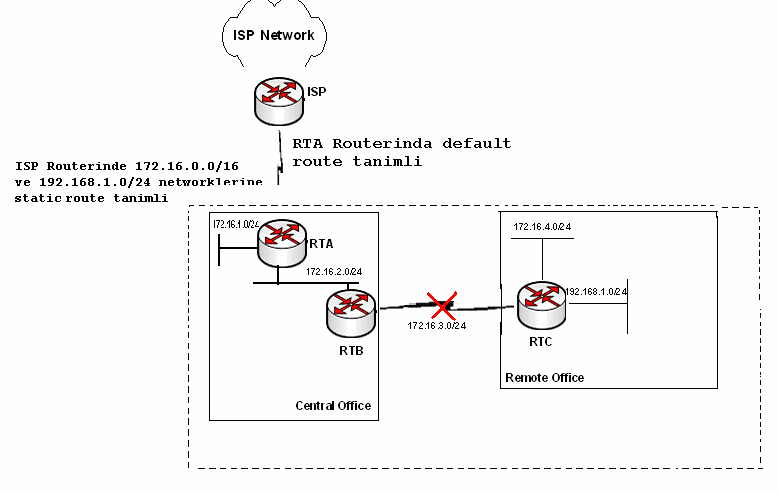 ISP Network
ISP
RTA Routerinda default
route tanimli
ISP Routerinde 172.16.0.0/16
ve 192.168.1.0/24 networklerine
static route tanimli
172.16.1.0/24
RTA
172.16.2.0/24
RTB
172.16.3.0/24
172.16.4.0/24
192.168.1.0/24
RTC
Remote Office
Central Office